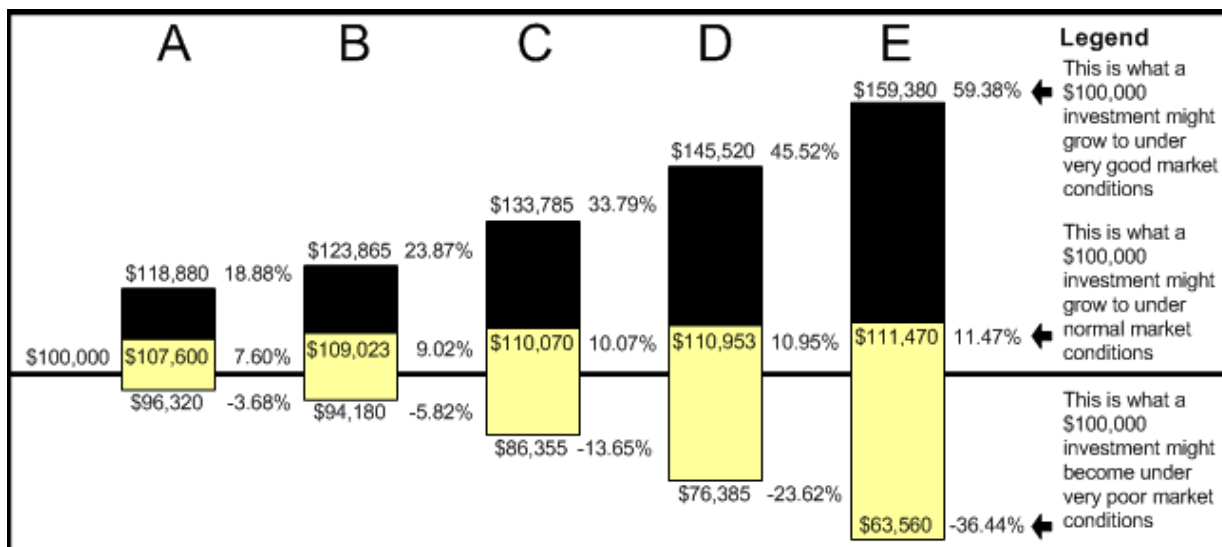 A B C D E
Legend
This is what a
$100,000
investment might
grow to under
very good market
conditions
$159,380 59.38%
$145,520 45.52%
$133,785 33.79%
$123,865 23.87%
$118,880 18.88%
This is what a
$100,000
investment might
grow to under
normal market
conditions
$100,000 $107,600 7.60% $109,023 9.02% $110,070 10.07% $110,953 10.95% $111,470 11.47%
$96,320 -3.68% $94,180 -5.82%
$86,355 -13.65%
$76,385 -23.62%
$63,560 -36.44%
This is what a
$100,000
investment might
become under
very poor market
conditions